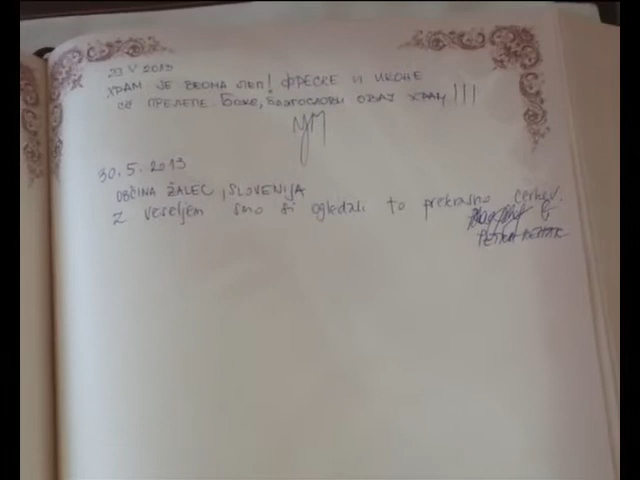 23 V 2013
ХРАМ ЈЕ ВЕОМА ЛЕП! ФРЕСКЕ И ИКОНЕ
СУ ПРЕЛЕПЕ. БОЖЕ, БЛАГОСЛОВИ ОВАЈ ХРАМ!!!
30. 5. 2013
OBČINA ŽALEC, SLOVENIJA
Z veseljem smo si ogledali to prekrasno cerkev.